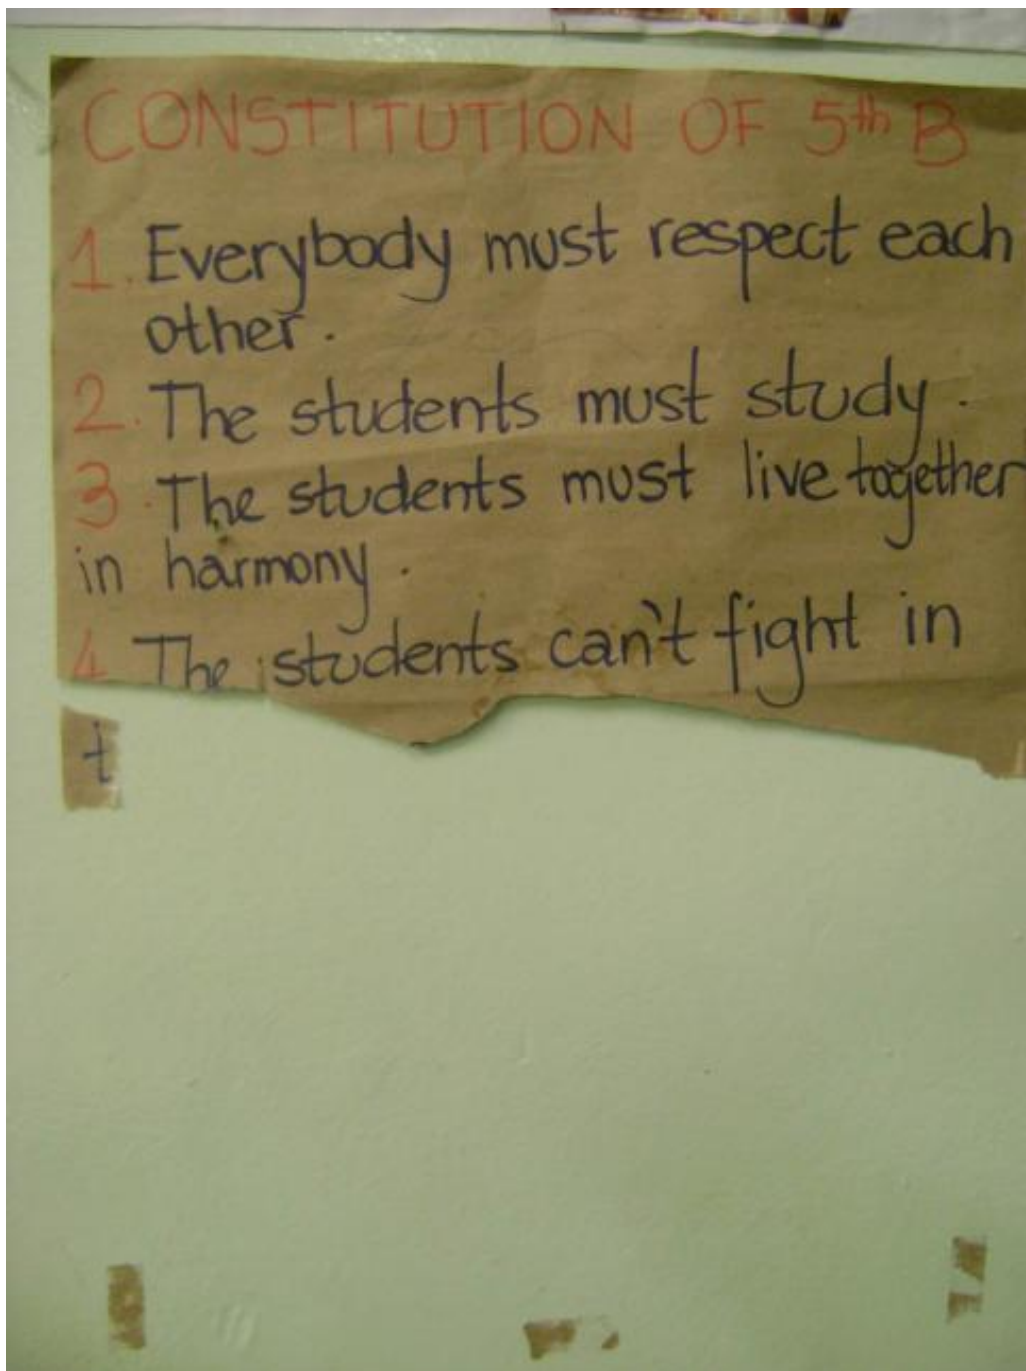 CONSTITUTION OF 5th B
1. Everybody must respect each
other.
2. The students must study.
3. The students must live together
in harmony.
4 The students can't fight in
t